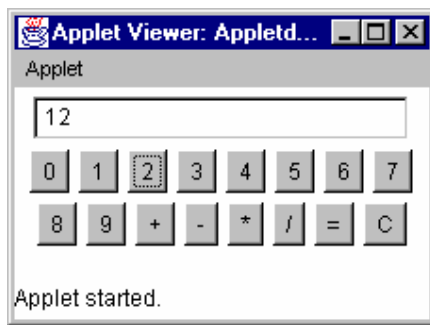 Applet Viewer: Appletd...
Applet
12
0 1 2 3 4 5 6 7
8 9 + - * / = C
Applet started.